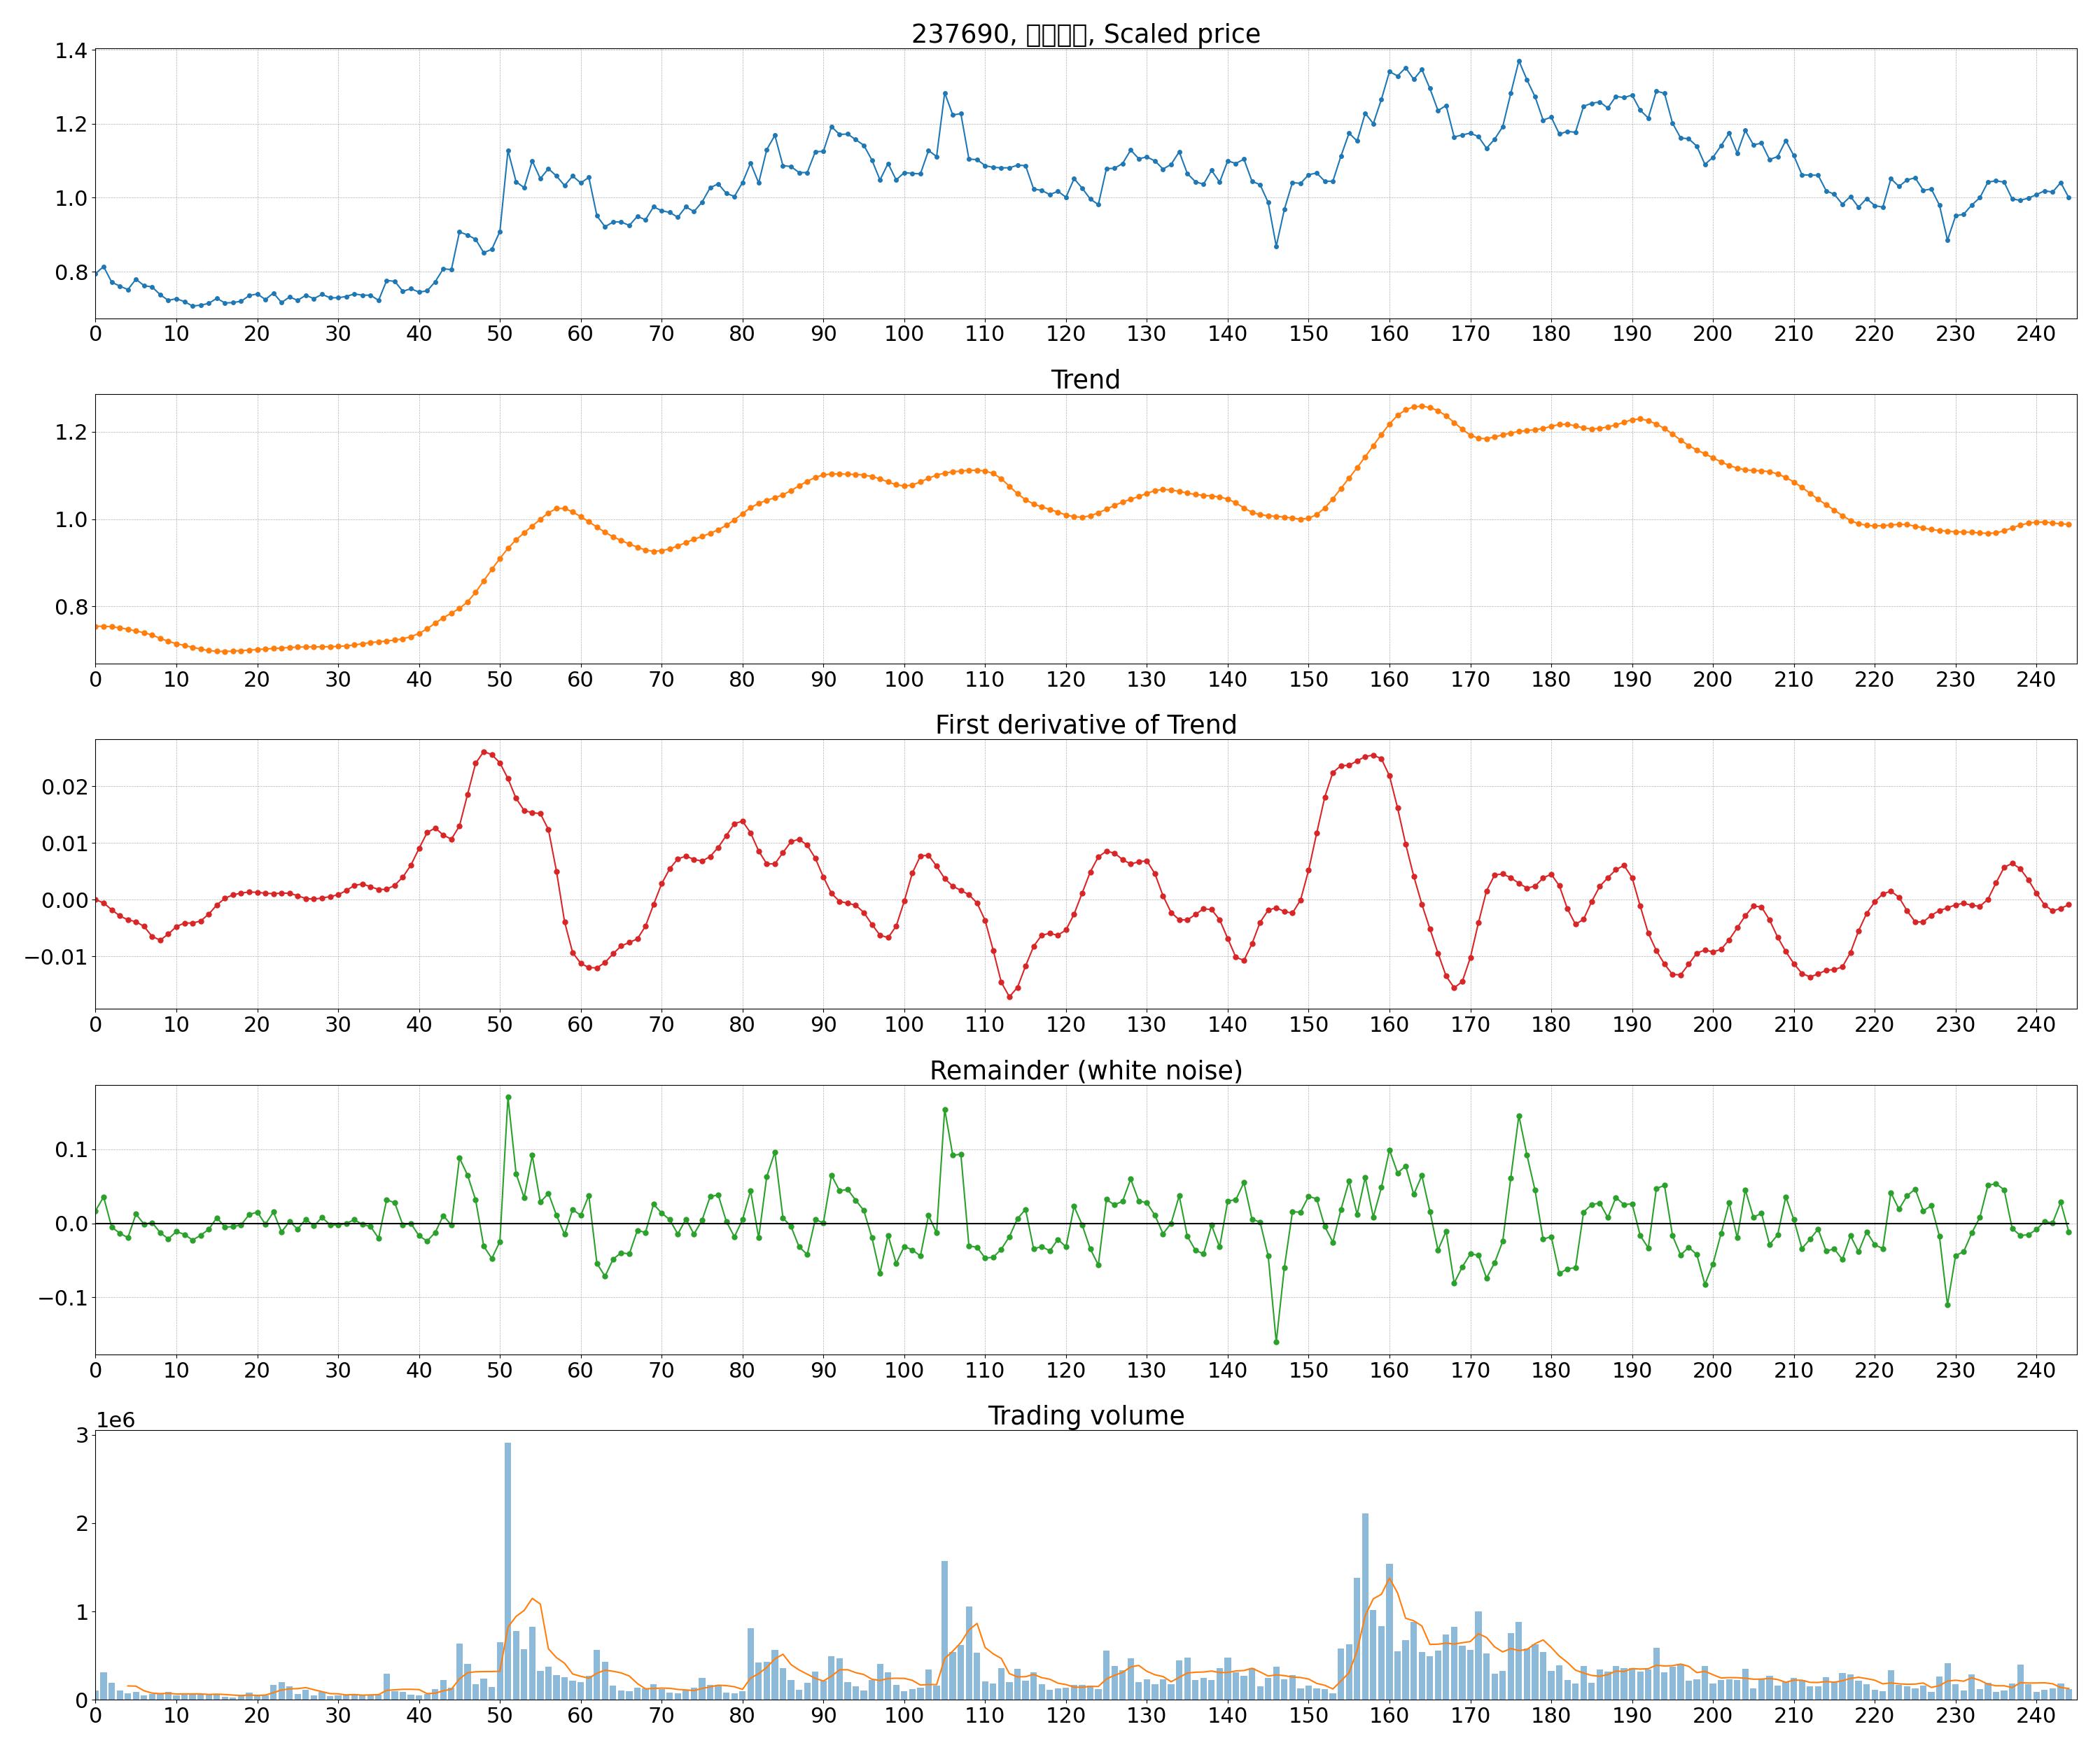 237690, , Scaled price
1.4
1.2
1.0
0.8
0 10 20 30 40 50 60 70 80 90 100 110 120 130 140 150 160 170 180 190 200 210 220 230 240
Trend
1.2
1.0
0.8
0 10 20 30 40 50 60 70 80 90 100 110 120 130 140 150 160 170 180 190 200 210 220 230 240
First derivative of Trend
0.02
0.01
0.00
−0.01
0 10 20 30 40 50 60 70 80 90 100 110 120 130 140 150 160 170 180 190 200 210 220 230 240
Remainder (white noise)
0.1
0.0
−0.1
0 10 20 30 40 50 60 70 80 90 100 110 120 130 140 150 160 170 180 190 200 210 220 230 240
Trading volume
1e6
3
2
1
0
0 10 20 30 40 50 60 70 80 90 100 110 120 130 140 150 160 170 180 190 200 210 220 230 240